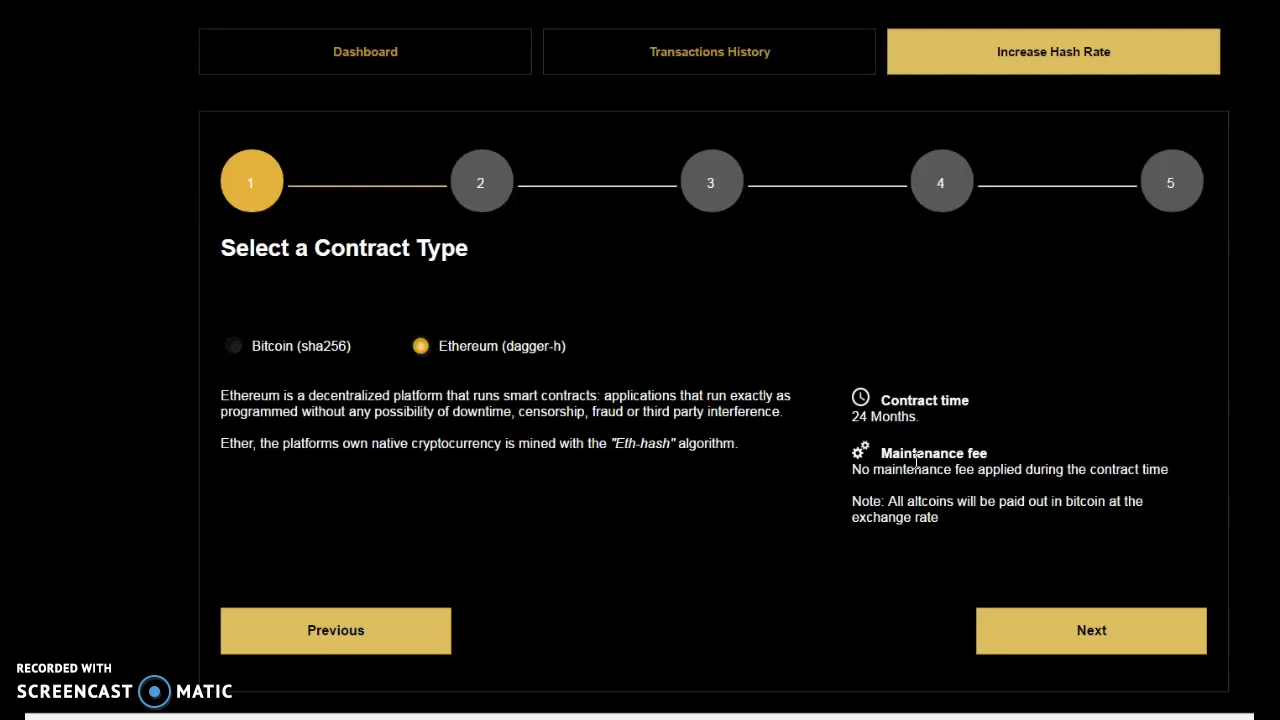 Dashboard
Transactions History
Increase Hash Rate
1
2
3
4
5
Select a Contract Type
Bitcoin (sha256)
Ethereum (dagger-h)
Ethereum is a decentralized platform that runs smart contracts: applications that run exactly as
programmed without any possibility of downtime, censorship, fraud or third party interference.
Ether, the platforms own native cryptocurrency is mined with the "Eth-hash" algorithm.
Contract time
24 Months.
Maintenance fee
No maintenance fee applied during the contract time
Note: All altcoins will be paid out in bitcoin at the
exchange rate
Previous
Next
RECORDED WITH
SCREENCAST MATIC